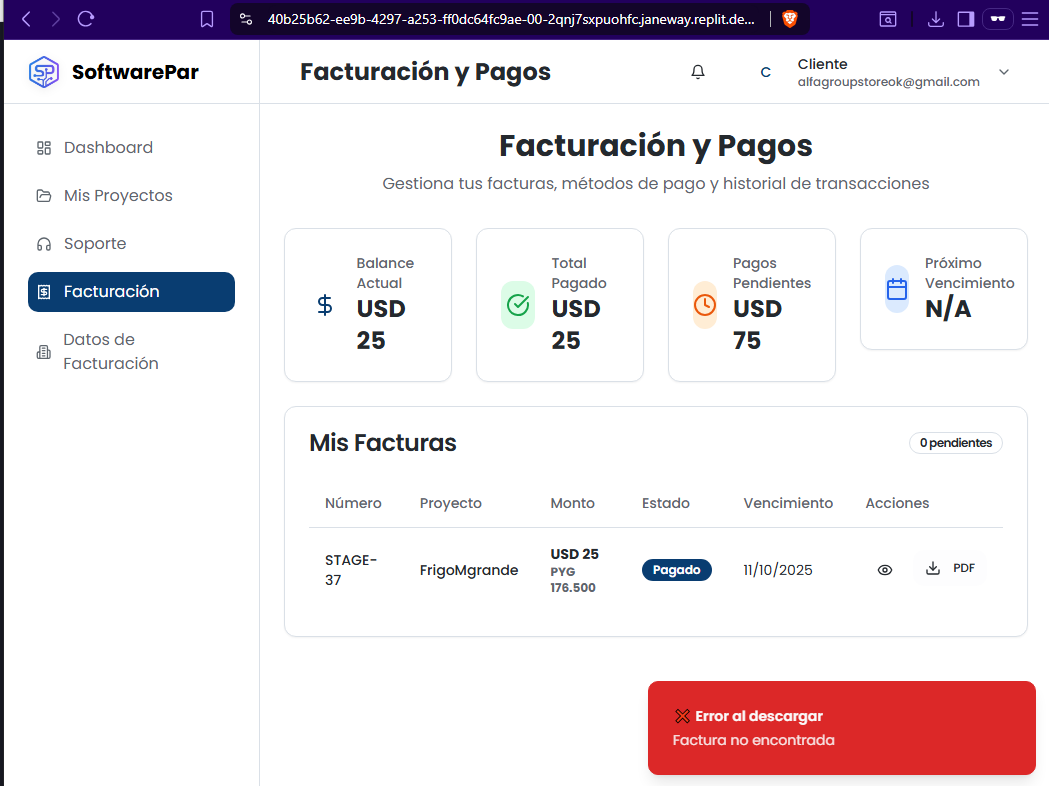 40b25b62-ee9b-4297-a253-ff0dc64fc9ae-00-2qnj7sxpuohfc.janeway.replit.de...
SP
SoftwarePar
Facturación y Pagos
C
Cliente
alfagroupstoreok@gmail.com
Dashboard
Mis Proyectos
Soporte
Facturación
Datos de
Facturación
Facturación y Pagos
Gestiona tus facturas, métodos de pago y historial de transacciones
Balance
Actual
USD
25
Total
Pagado
USD
25
Pagos
Pendientes
USD
75
Próximo
Vencimiento
N/A
Mis Facturas
0 pendientes
Número Proyecto Monto Estado Vencimiento Acciones
STAGE-
37
FrigoMgrande
USD 25
PYG
176.500
Pagado
11/10/2025
PDF
Error al descargar
Factura no encontrada